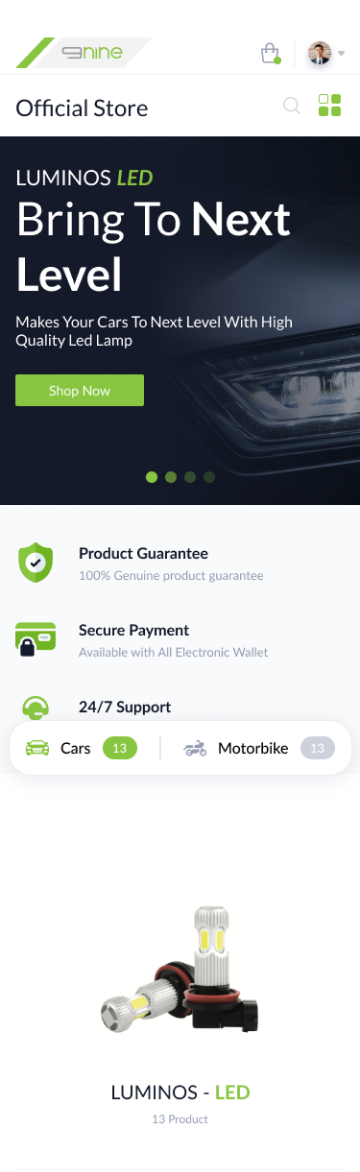 9nine
Official Store
LUMINOS LED
Bring To Next
Level
Makes Your Cars To Next Level With High
Quality Led Lamp
Shop Now
Product Guarantee
100% Genuine product guarantee
Secure Payment
Available with All Electronic Wallet
24/7 Support
Cars 13 Motorbike 13
LUMINOS - LED
13 Product